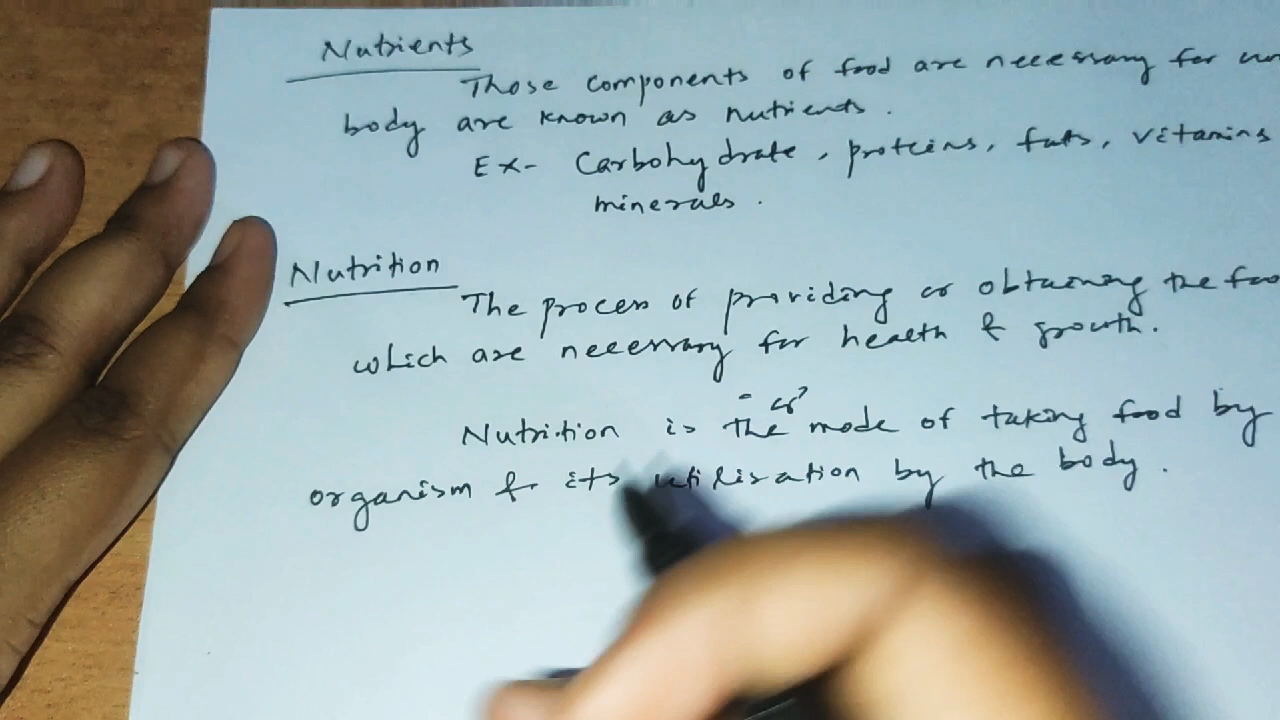 Nutrients
Those components of food are necessary for
body are known as nutrients.
Ex- Carbohydrate, proteins, fats, vitamins
minerals.
Nutrition
The process of providing or obtaining the foo
which are necessary for health & growth.
- or
Nutrition is the mode of taking food by
organism & its utilisation by the body.